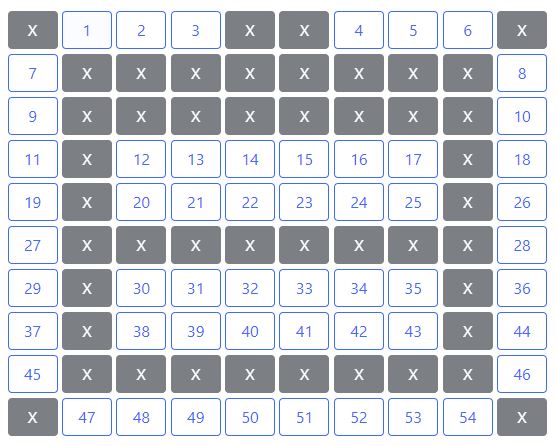 X 1 2 3 X X 4 5 6 X
7 X X X X X X X X 8
9 X X X X X X X X 10
11 X 12 13 14 15 16 17 X 18
19 X 20 21 22 23 24 25 X 26
27 X X X X X X X X 28
29 X 30 31 32 33 34 35 X 36
37 X 38 39 40 41 42 43 X 44
45 X X X X X X X X 46
X 47 48 49 50 51 52 53 54 X